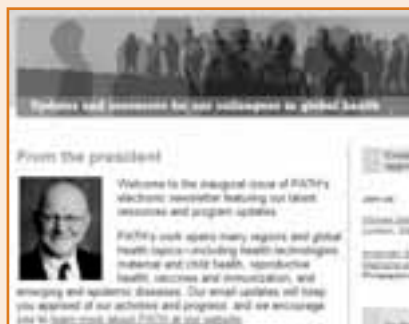 Updates and resources for our colleagues in global health
From the president
Welcome to the inaugural issue of PATH's
electronic newsletter featuring our latest
resources and program updates.
PATH's work spans many regions and global
health topics—including health technologies,
maternal and child health, reproductive
health, vaccines and immunization, and
emerging and epidemic diseases. Our email updates will keep
you apprised of our activities and progress, and we encourage
you to learn more about PATH at our website.